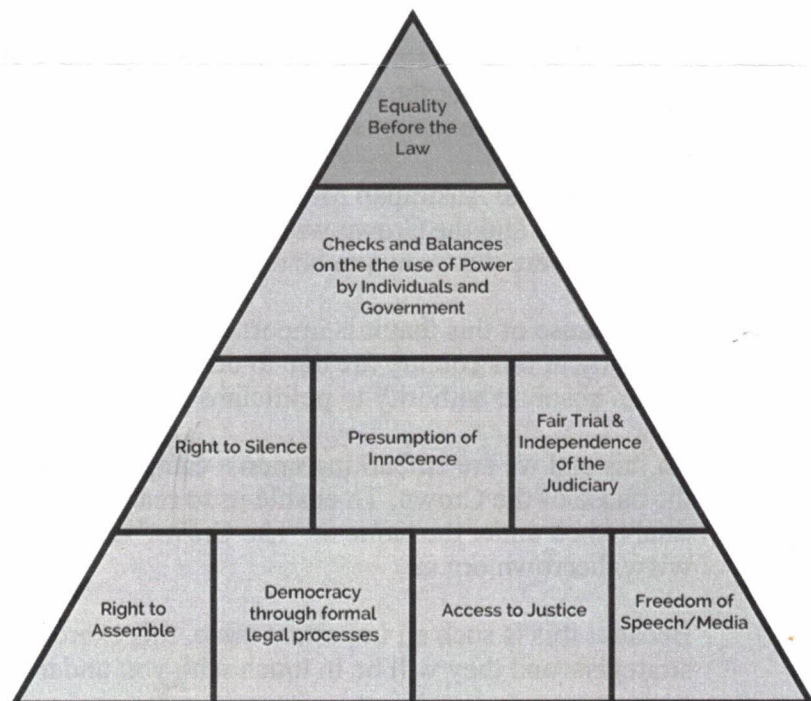 Equality
Before the
Law
Checks and Balances
on the the use of Power
by Individuals and
Government
Right to Silence
Presumption of
Innocence
Fair Trial &
Independence
of the
Judiciary
Right to
Assemble
Democracy
through formal
legal processes
Access to Justice
Freedom of
Speech/Media